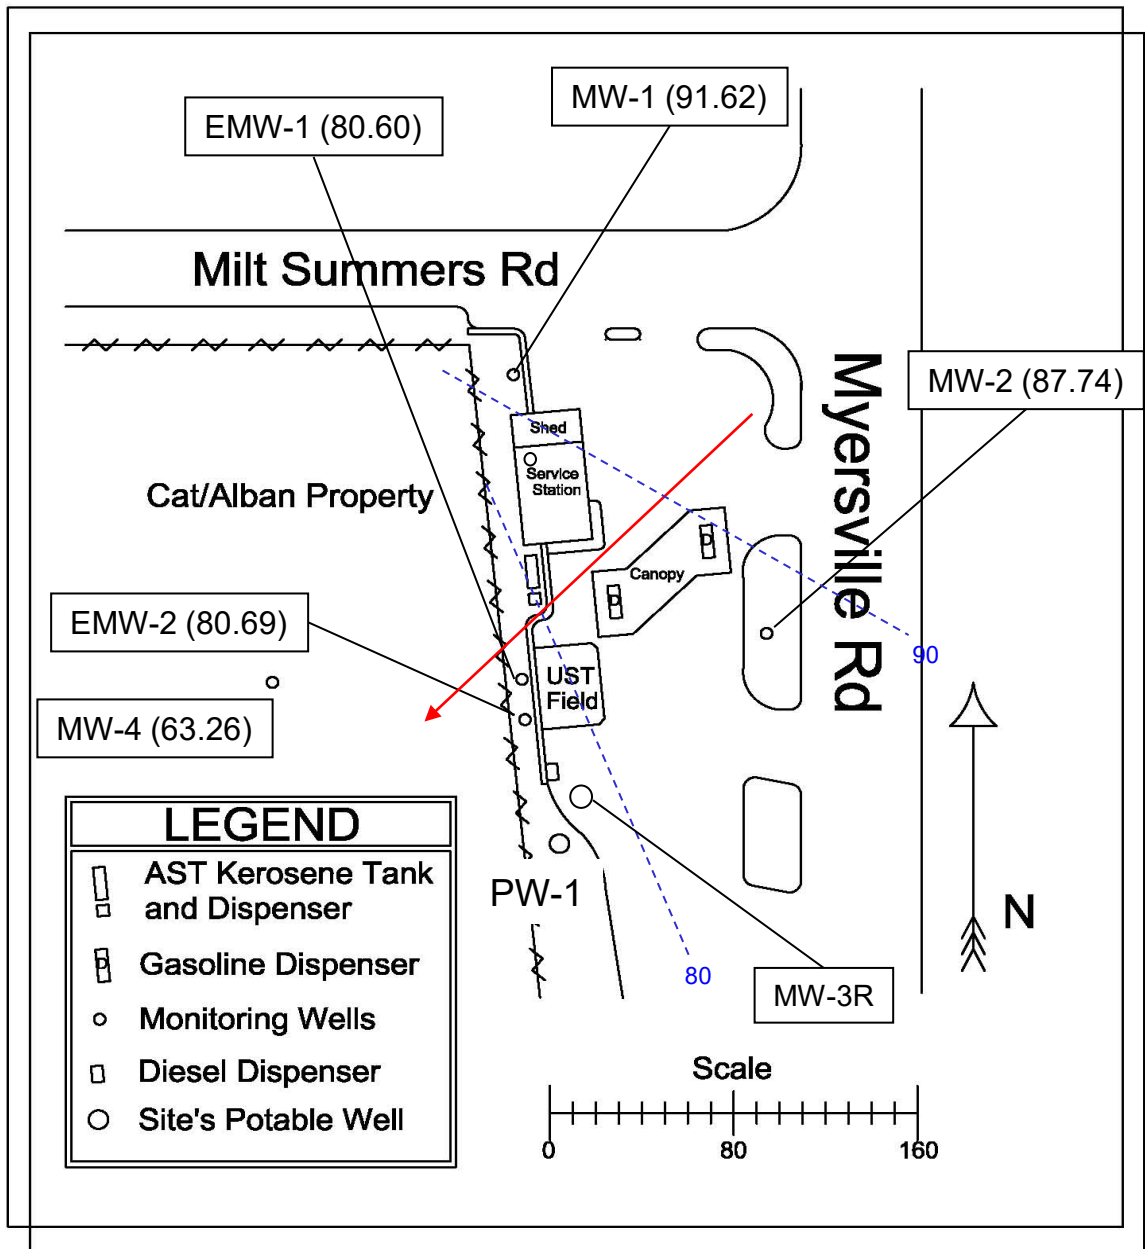 MW-1 (91.62)
EMW-1 (80.60)
Milt Summers Rd
MW-2 (87.74)
Myersville Rd
Shed
Service
Station
Cat/Alban Property
D
Canopy
D
EMW-2 (80.69)
90
UST
Field
MW-4 (63.26)
LEGEND
AST Kerosene Tank
and Dispenser
D
Gasoline Dispenser
Monitoring Wells
Diesel Dispenser
Site's Potable Well
PW-1
N
80
MW-3R
Scale
0
80
160